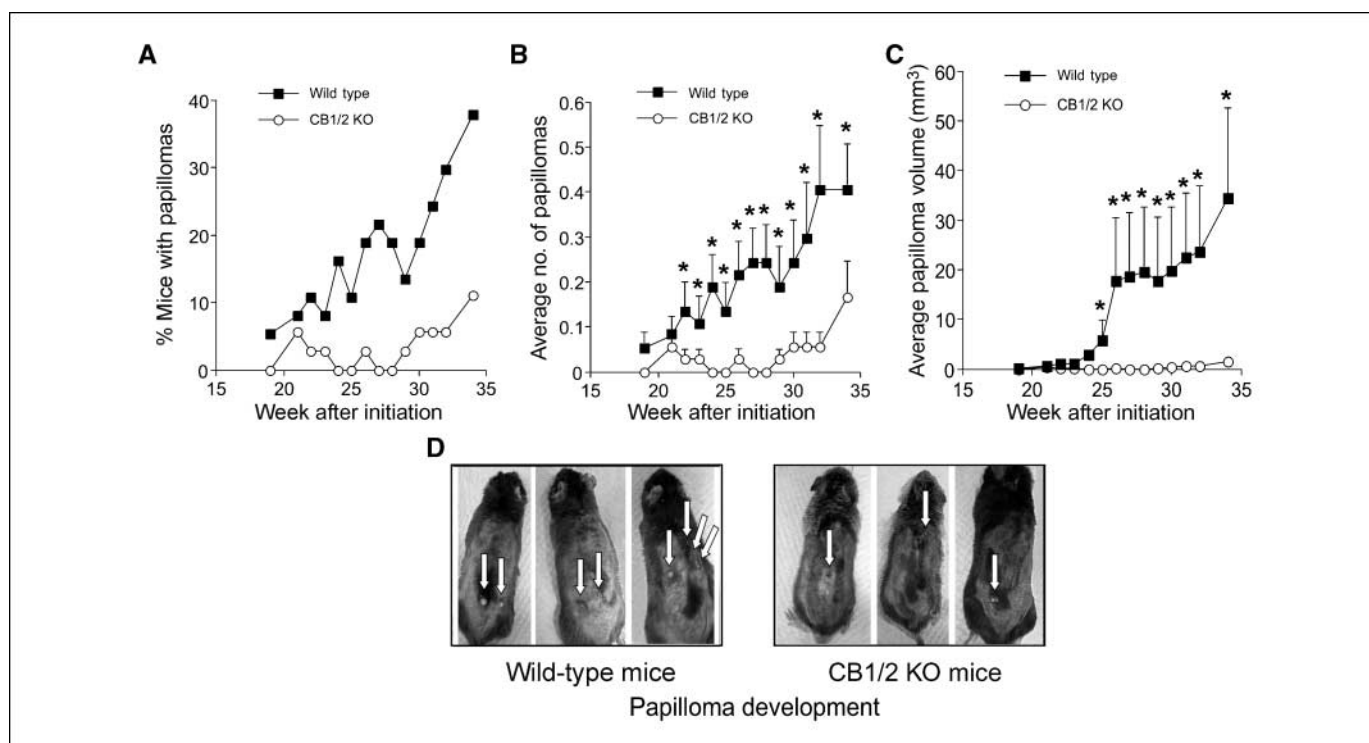 A
Wild type
CB1/2 KO
% Mice with papillomas
40
30
20
10
0
15 20 25 30 35
Week after initiation
B
Wild type
CB1/2 KO
Average no. of papillomas
0.6
0.5
0.4
0.3
0.2
0.1
0
* * * * * * * * * * * *
15 20 25 30 35
Week after initiation
C
Wild type
CB1/2 KO
Average papilloma volume (mm³)
60
50
40
30
20
10
0
* * * * * * * * *
15 20 25 30 35
Week after initiation
D
Wild-type mice
CB1/2 KO mice
Papilloma development